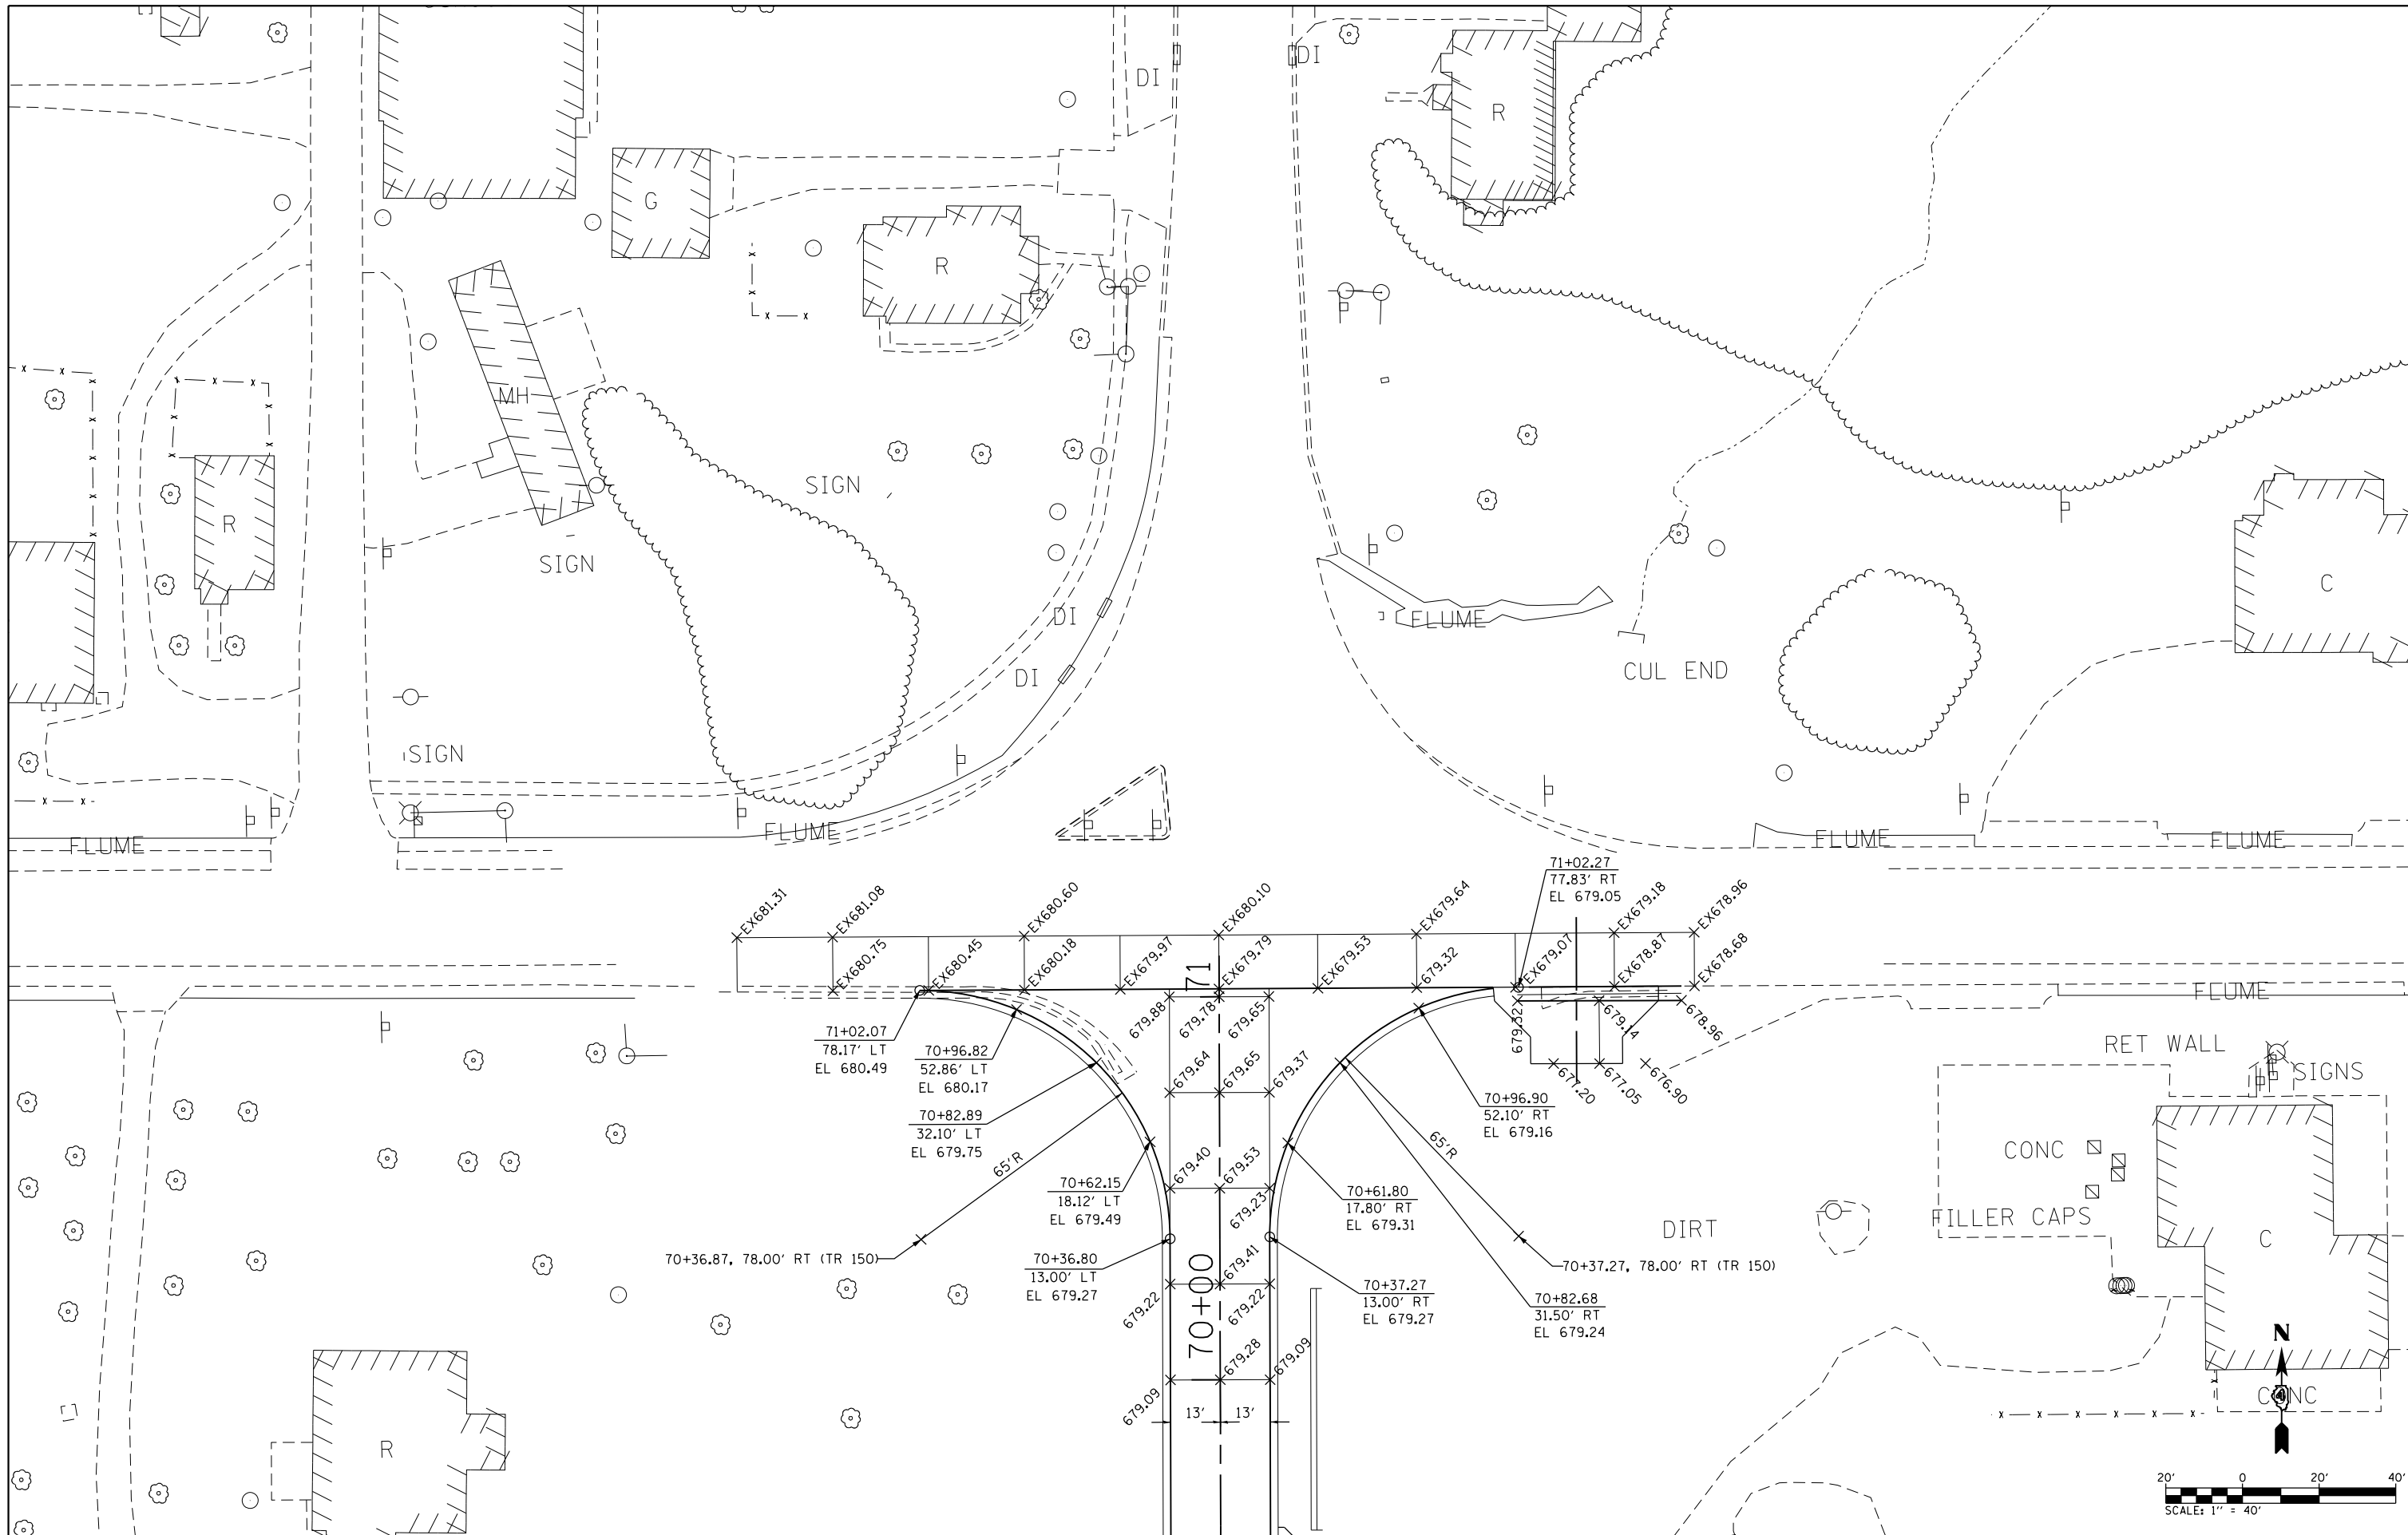 DI
DI
R
G
R
MH
SIGN
R
SIGN
C
DI
FLUME
DI
CUL END
SIGN
FLUME
FLUME
FLUME
FLUME
71+02.27
77.83' RT
EL 679.05
EX681.31
EX681.08
EX680.60
EX680.10
EX679.64
EX679.18
EX678.96
EX680.75
EX680.45
EX680.18
EX679.97
EX679.79
EX679.53
679.32
EX679.07
EX678.87
EX678.68
71
FLUME
679.88
679.78
679.65
679.32
679.14
678.96
71+02.07
78.17' LT
EL 680.49
70+96.82
52.86' LT
EL 680.17
RET WALL
SIGNS
679.64
679.65
679.37
677.20
677.05
676.90
70+82.89
32.10' LT
EL 679.75
70+96.90
52.10' RT
EL 679.16
65'R
65'R
CONC
679.40
679.53
679.23
70+62.15
18.12' LT
EL 679.49
70+61.80
17.80' RT
EL 679.31
DIRT
FILLER CAPS
C
70+36.87, 78.00' RT (TR 150)
70+36.80
13.00' LT
EL 679.27
679.41
70+37.27, 78.00' RT (TR 150)
679.22
70+00
679.22
70+37.27
13.00' RT
EL 679.27
70+82.68
31.50' RT
EL 679.24
N
679.28
679.09
679.09
13'
13'
CONC
R
20'
0
20'
40'
SCALE: 1" = 40'